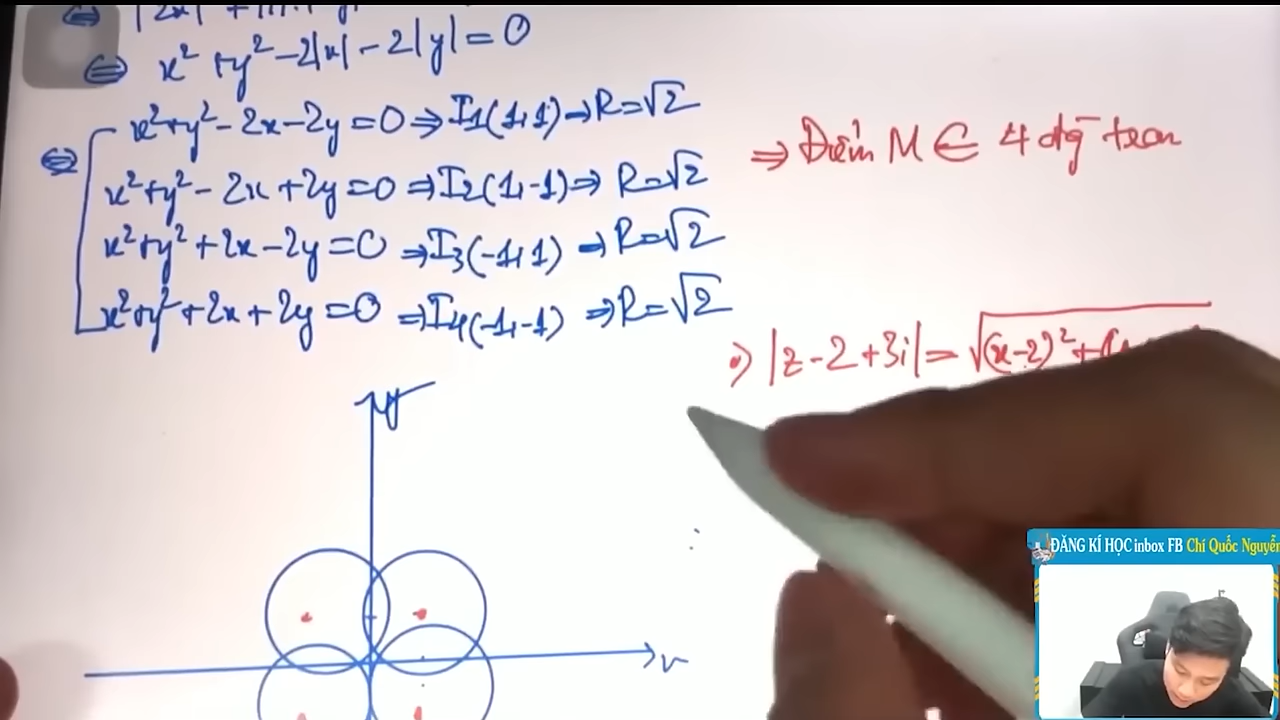 ⇔ |2x| +
⇔ x² + y² - 2|x| - 2|y| = 0
⇔ x² + y² - 2x - 2y = 0 ⇒ I1(1,1) → R = √2
x² + y² - 2x + 2y = 0 ⇒ I2(1,-1) ⇒ R = √2
x² + y² + 2x - 2y = 0 ⇒ I3(-1,1) ⇒ R = √2
x² + y² + 2x + 2y = 0 ⇒ I4(-1,-1) ⇒ R = √2
⇒ Điểm M ∈ 4 đg tròn
•) |z - 2 + 3i| = √(x-2)² + (
y
ĐĂNG KÍ HỌC inbox FB Chí Quốc Nguyễn